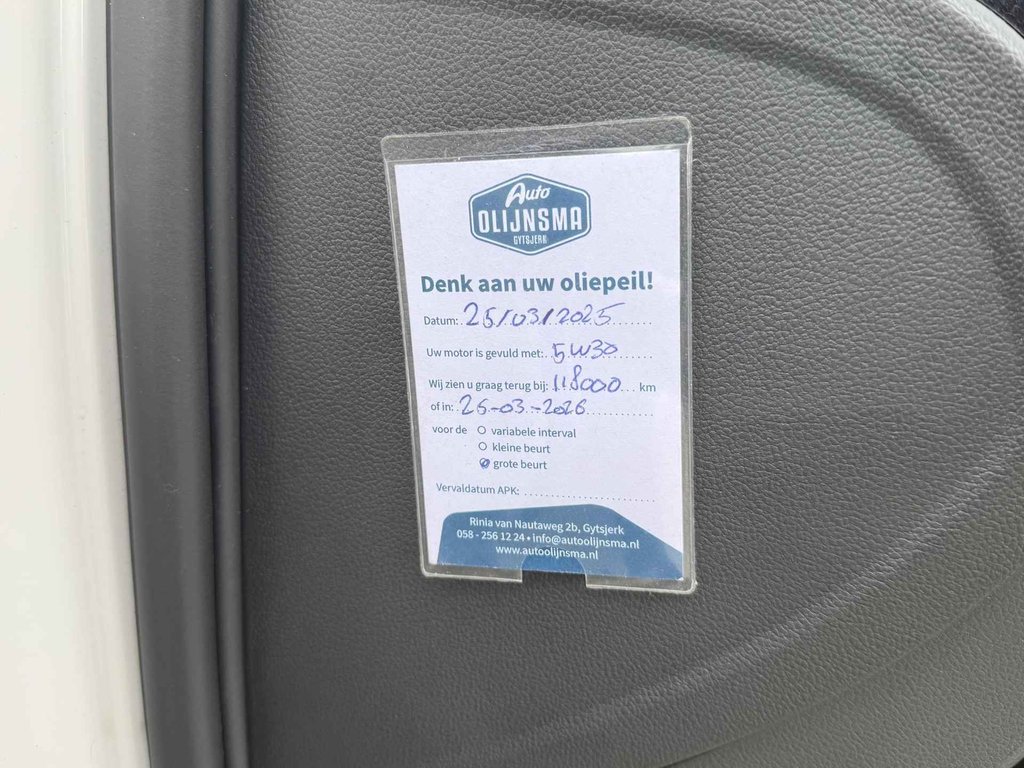 Auto
OLIJNSMA
GYTSJERK
Denk aan uw oliepeil!
Datum: 25/03/2025
Uw motor is gevuld met: 5W30
Wij zien u graag terug bij: 118000 km
of in: 26-03-2026
voor de variabele interval
kleine beurt
grote beurt
Vervaldatum APK:
Rinia van Nautaweg 2b, Gytsjerk
058 - 256 12 24 • info@autoolijnsma.nl
www.autoolijnsma.nl